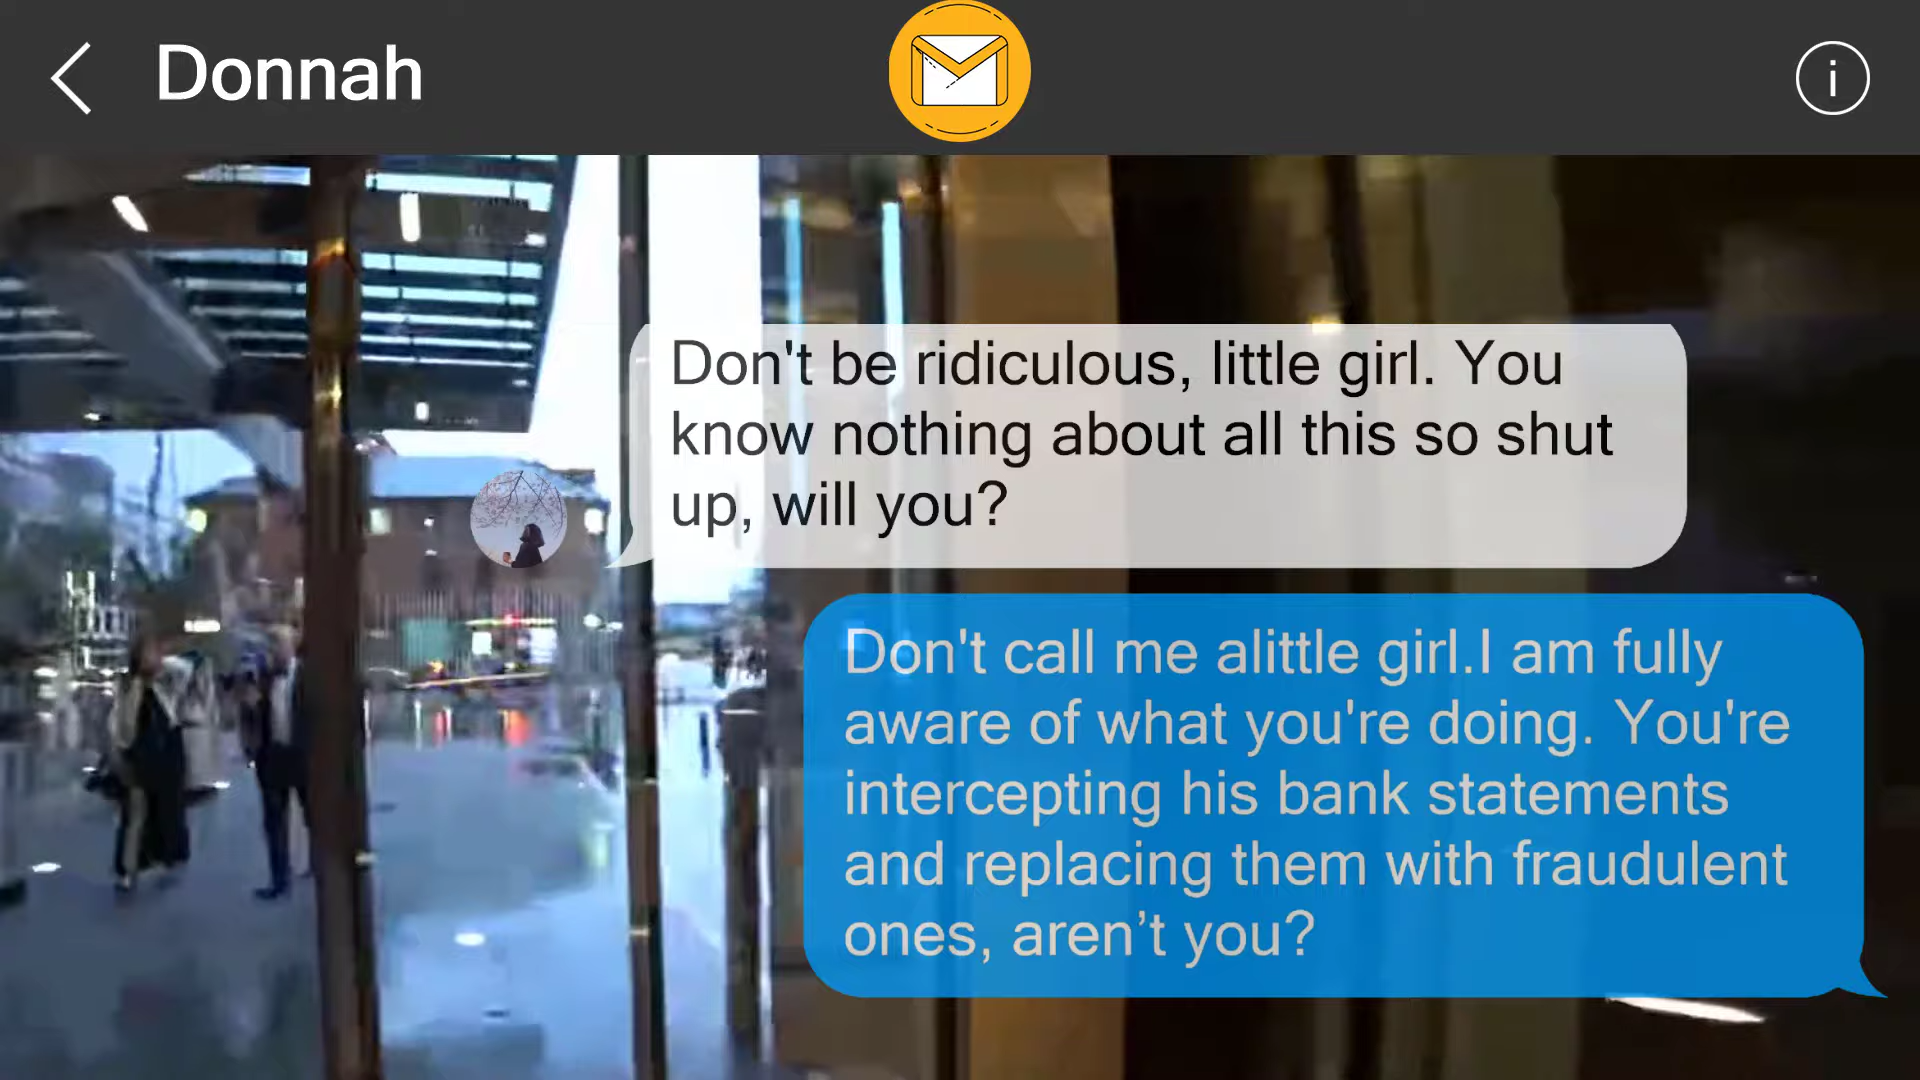 Donnah
Don't be ridiculous, little girl. You
know nothing about all this so shut
up, will you?
Don't call me alittle girl.I am fully
aware of what you're doing. You're
intercepting his bank statements
and replacing them with fraudulent
ones, aren’t you?